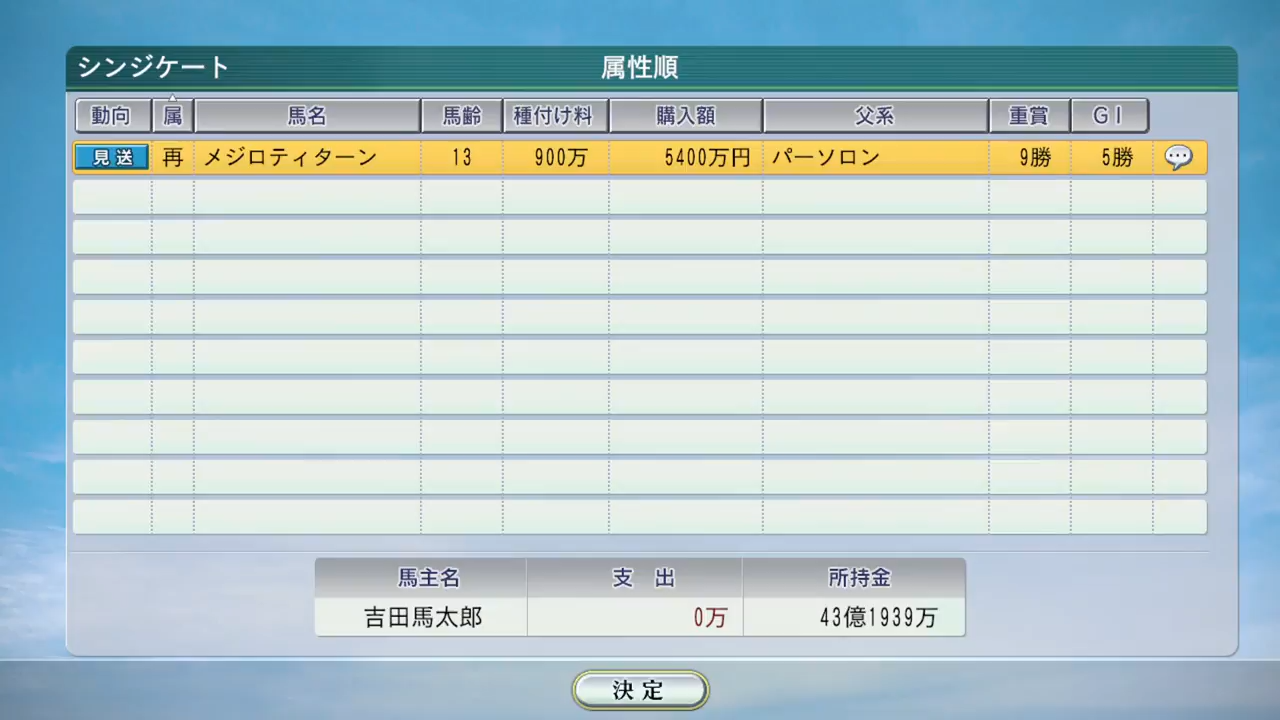 シンジケート 属性順
動向 属 馬名 馬齢 種付け料 購入額 父系 重賞 GⅠ
見送 再 メジロティターン 13 900万 5400万円 パーソロン 9勝 5勝
馬主名 支出 所持金
吉田馬太郎 0万 43億1939万
決定